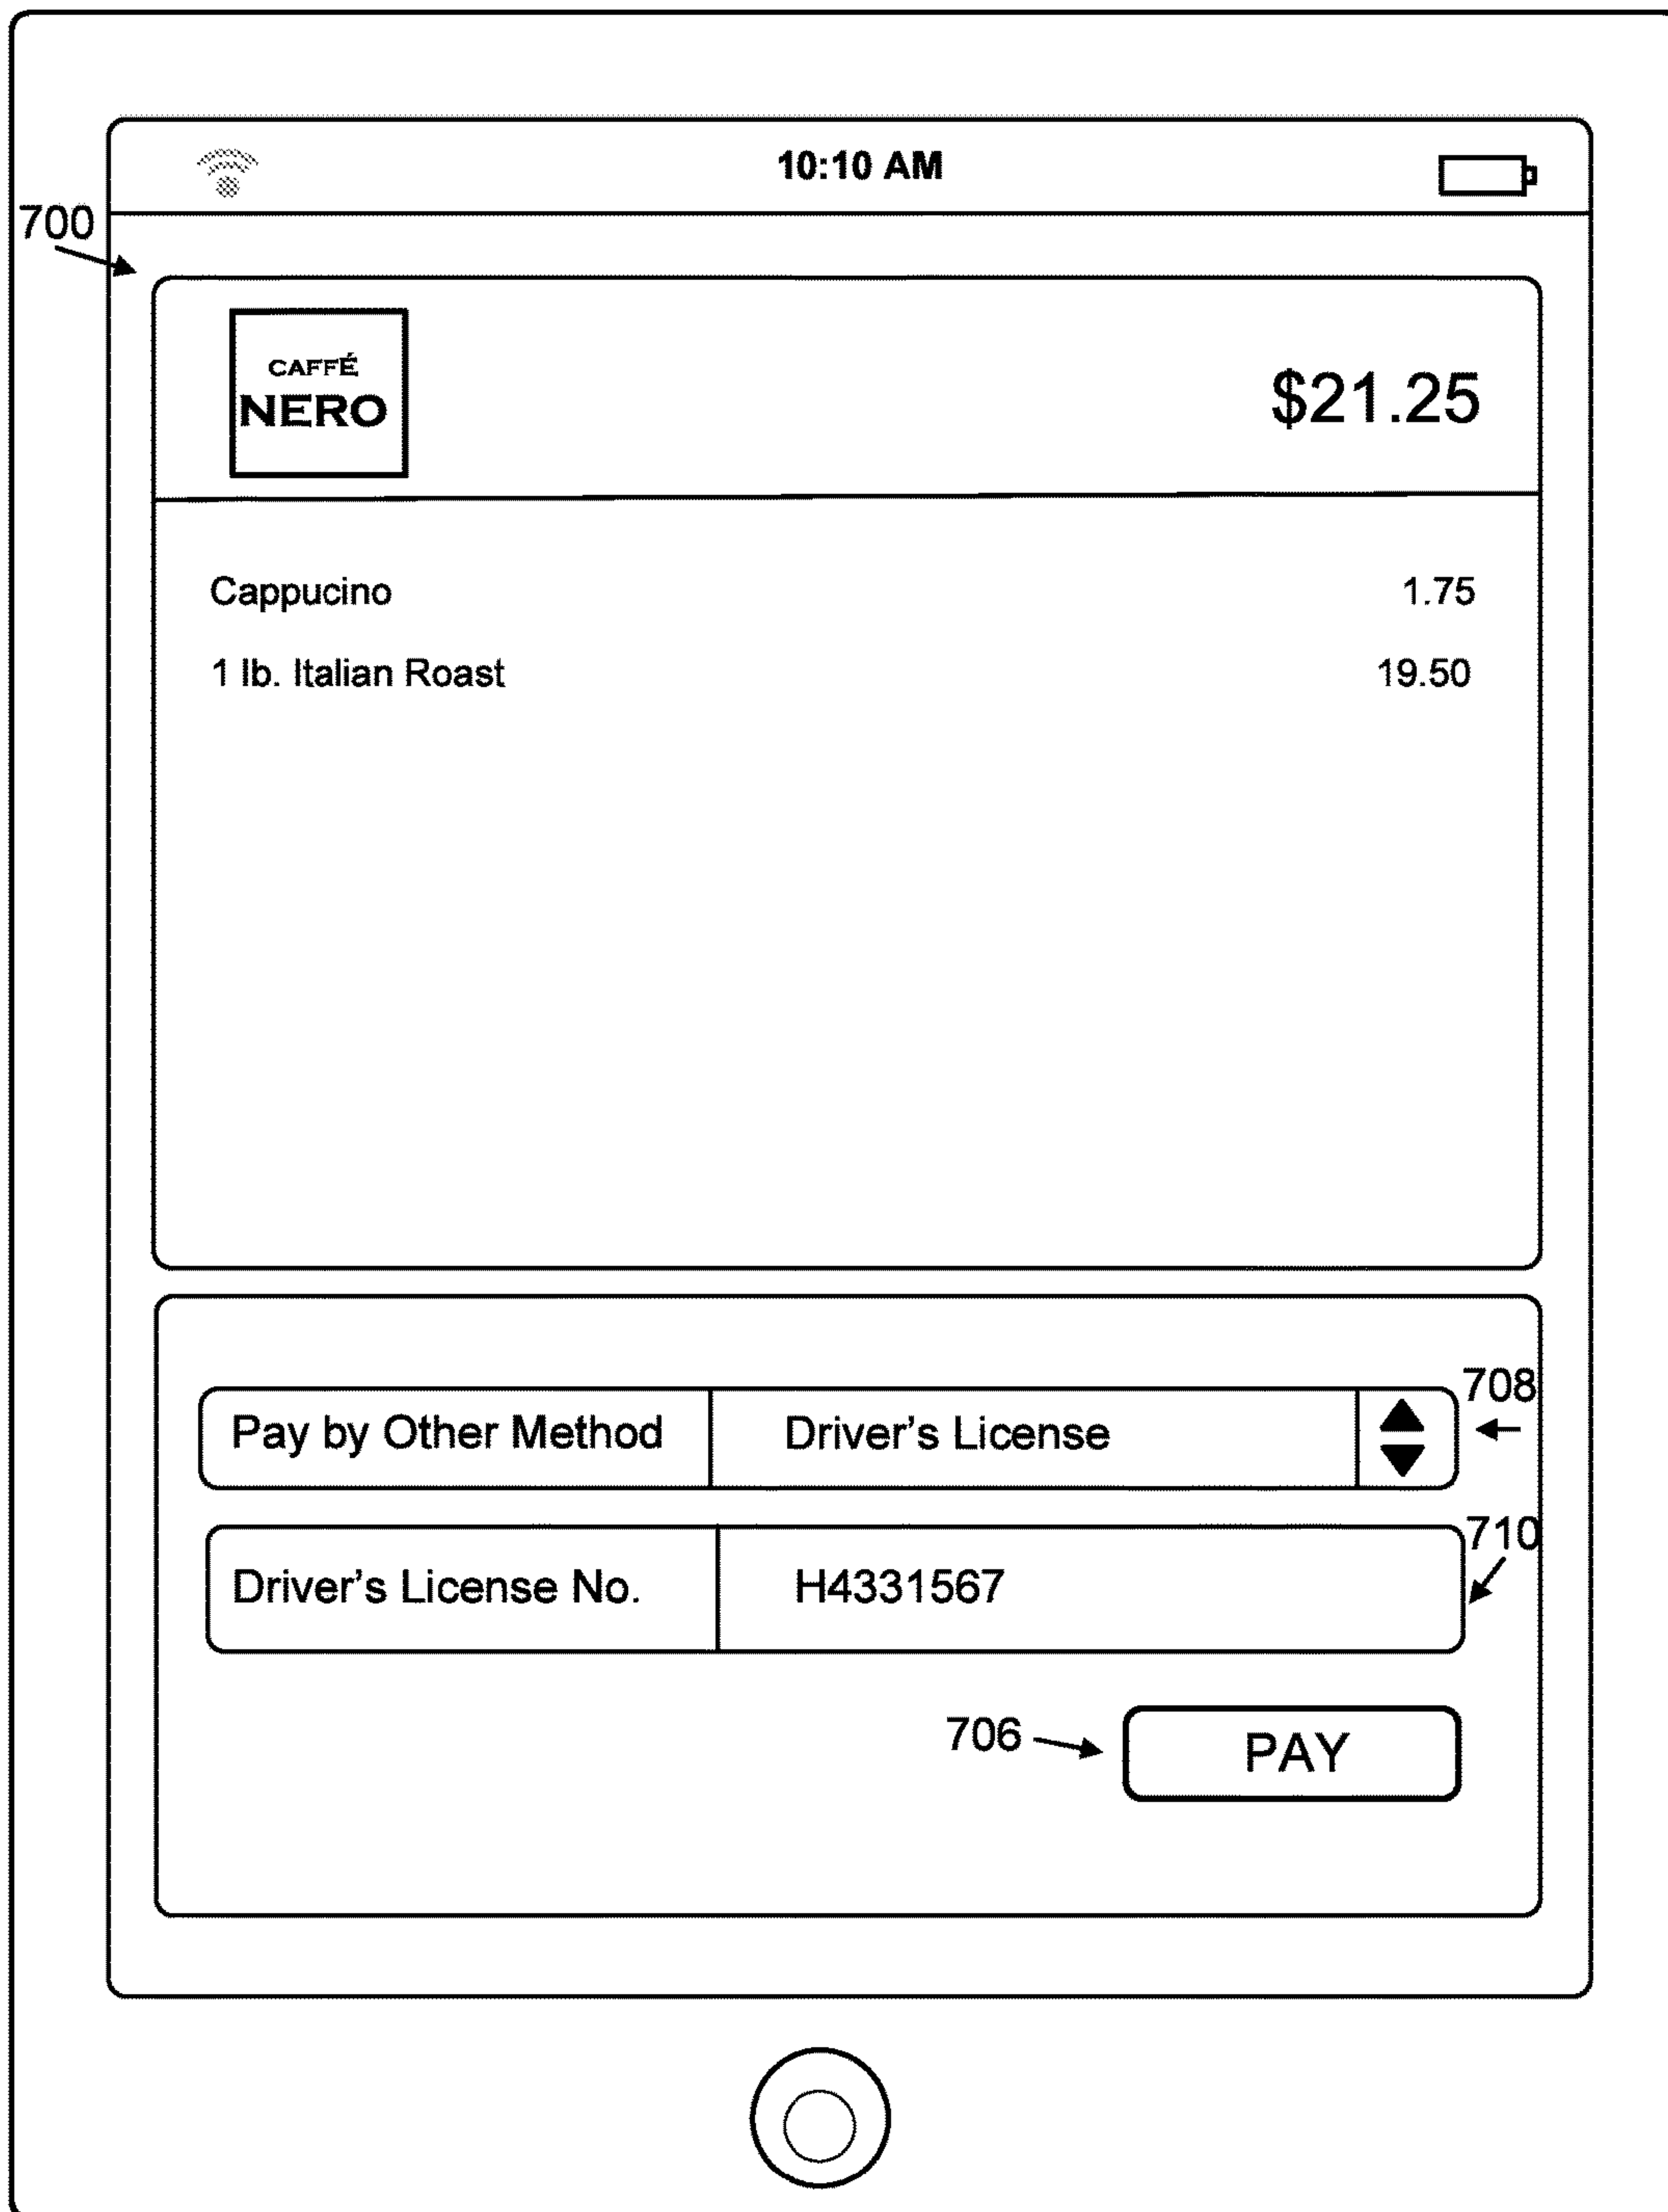 10:10 AM
700
CAFFÉ
NERO
$21.25
Cappucino 1.75
1 lb. Italian Roast 19.50
708
Pay by Other Method Driver's License
710
Driver's License No. H4331567
706 PAY